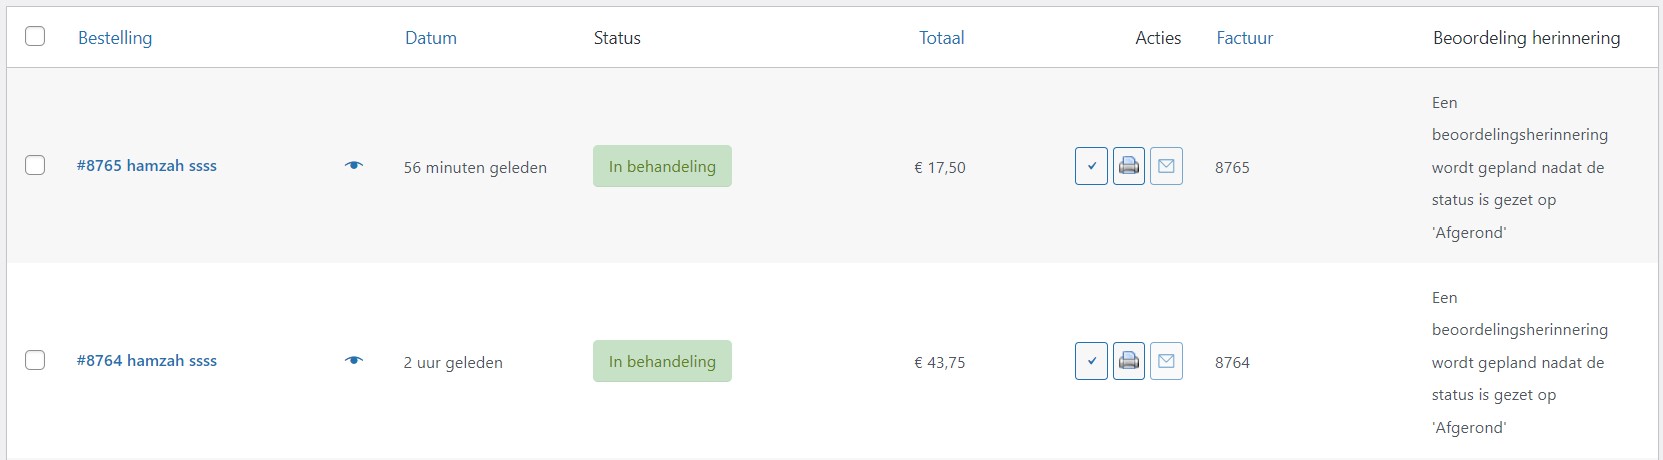 Bestelling Datum Status Totaal Acties Factuur Beoordeling herinnering
#8765 hamzah ssss 56 minuten geleden In behandeling € 17,50 8765
Een
beoordelingsherinnering
wordt gepland nadat de
status is gezet op
'Afgerond'
#8764 hamzah ssss 2 uur geleden In behandeling € 43,75 8764
Een
beoordelingsherinnering
wordt gepland nadat de
status is gezet op
'Afgerond'